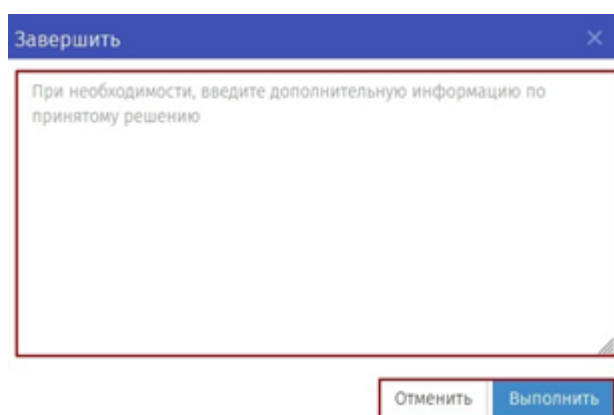 Завершить
При необходимости, введите дополнительную информацию по
принятому решению
Отменить Выполнить